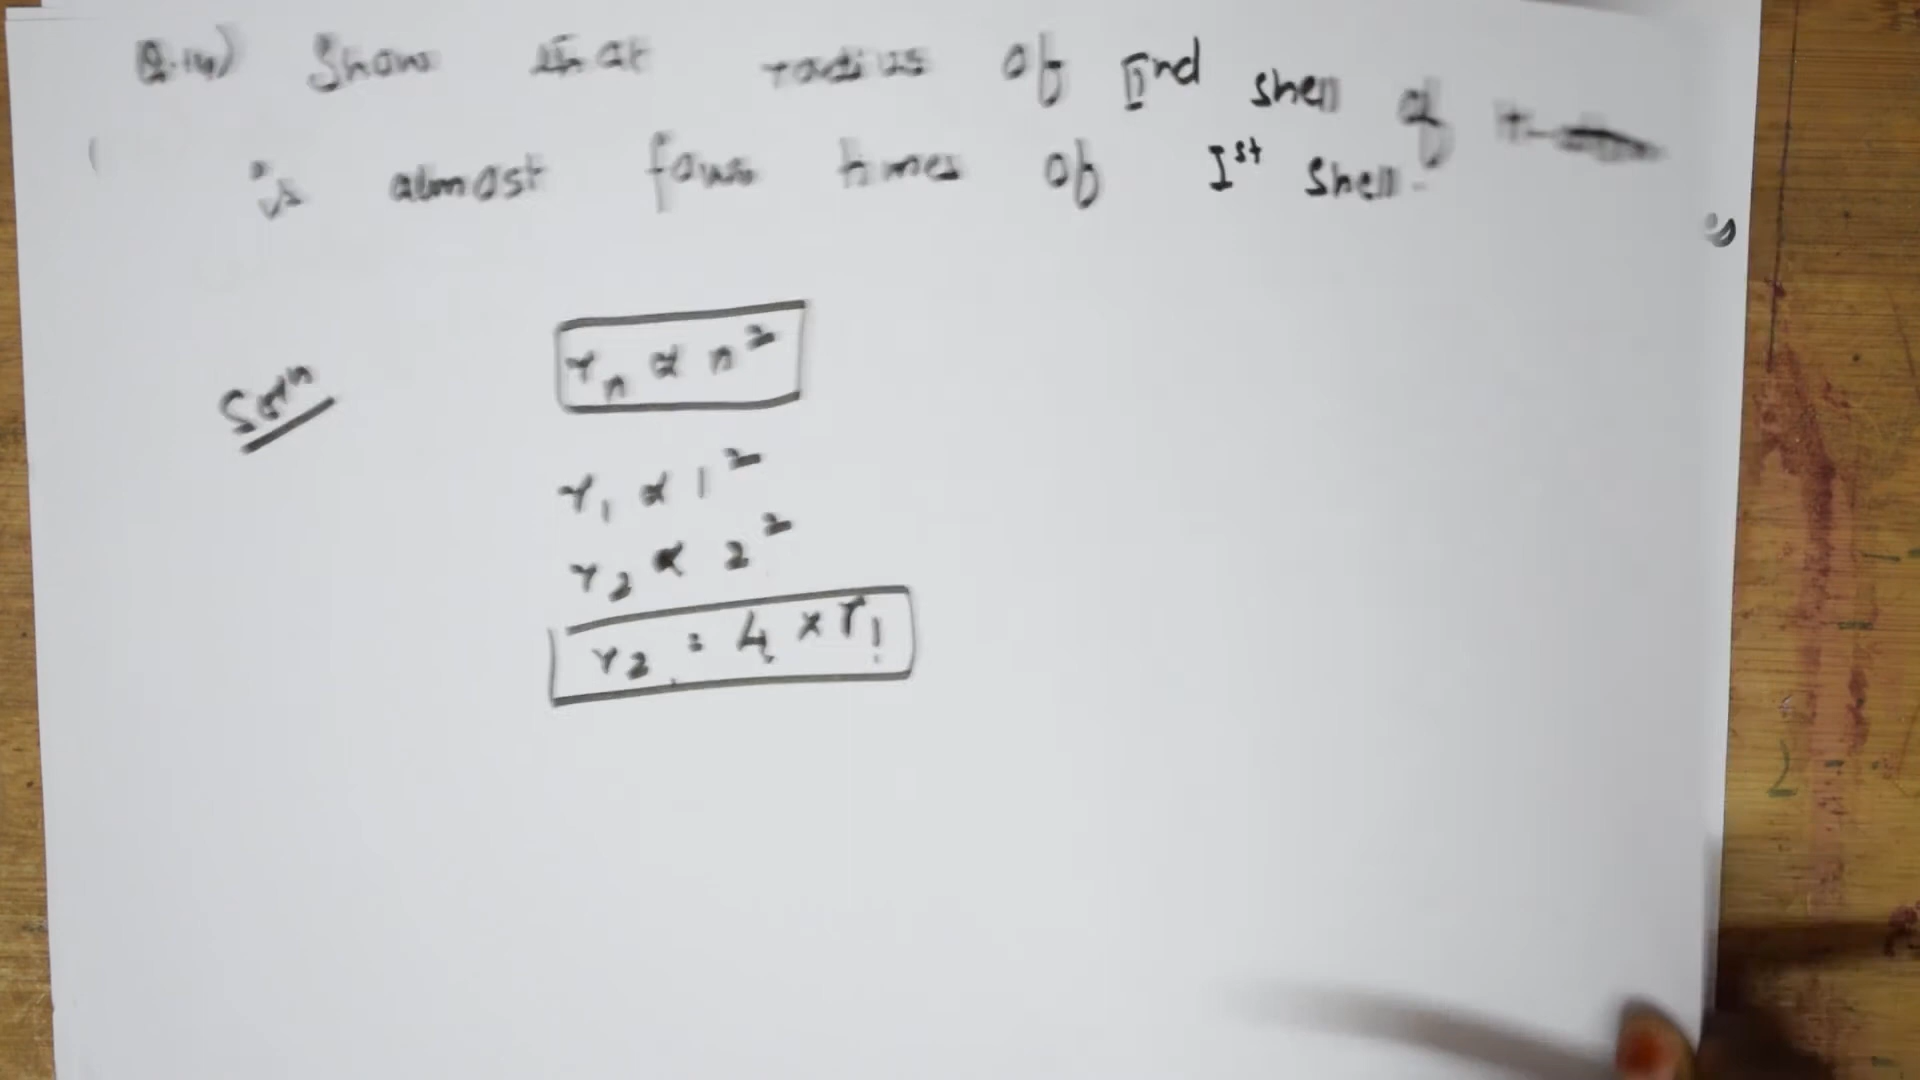 Q.14) Show that radius of IInd shell of H-
is almost four times of Ist shell.
Solⁿ
rₙ ∝ n²
r₁ ∝ 1²
r₂ ∝ 2²
r₂ = 4 × r₁